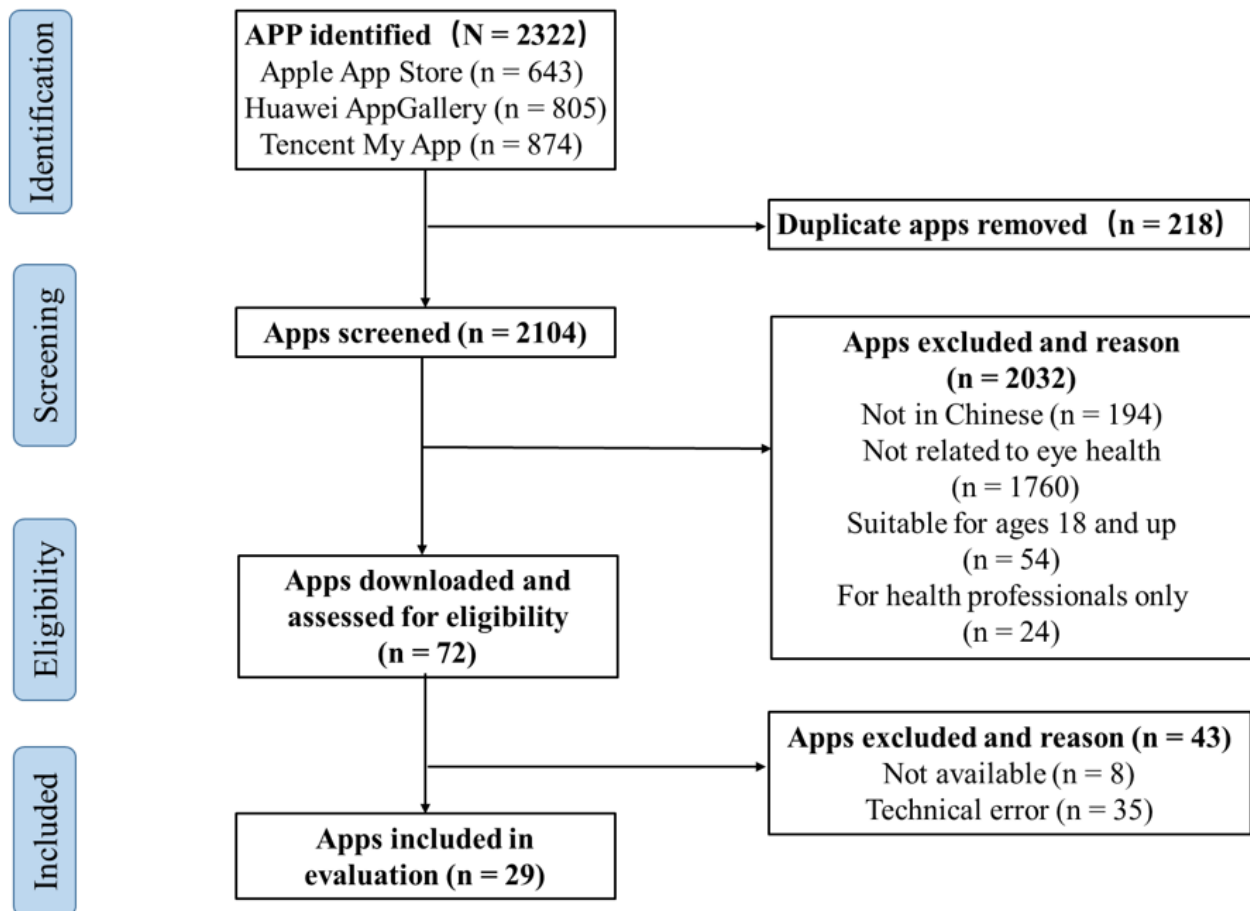 Identification
APP identified（N = 2322）
Apple App Store (n = 643)
Huawei AppGallery (n = 805)
Tencent My App (n = 874)
Duplicate apps removed （n = 218)
Screening
Apps screened (n = 2104)
Apps excluded and reason
(n = 2032)
Not in Chinese (n = 194)
Not related to eye health
(n = 1760)
Suitable for ages 18 and up
(n = 54)
For health professionals only
(n = 24)
Eligibility
Apps downloaded and
assessed for eligibility
(n = 72)
Apps excluded and reason (n = 43)
Not available (n = 8)
Technical error (n = 35)
Included
Apps included in
evaluation (n = 29)